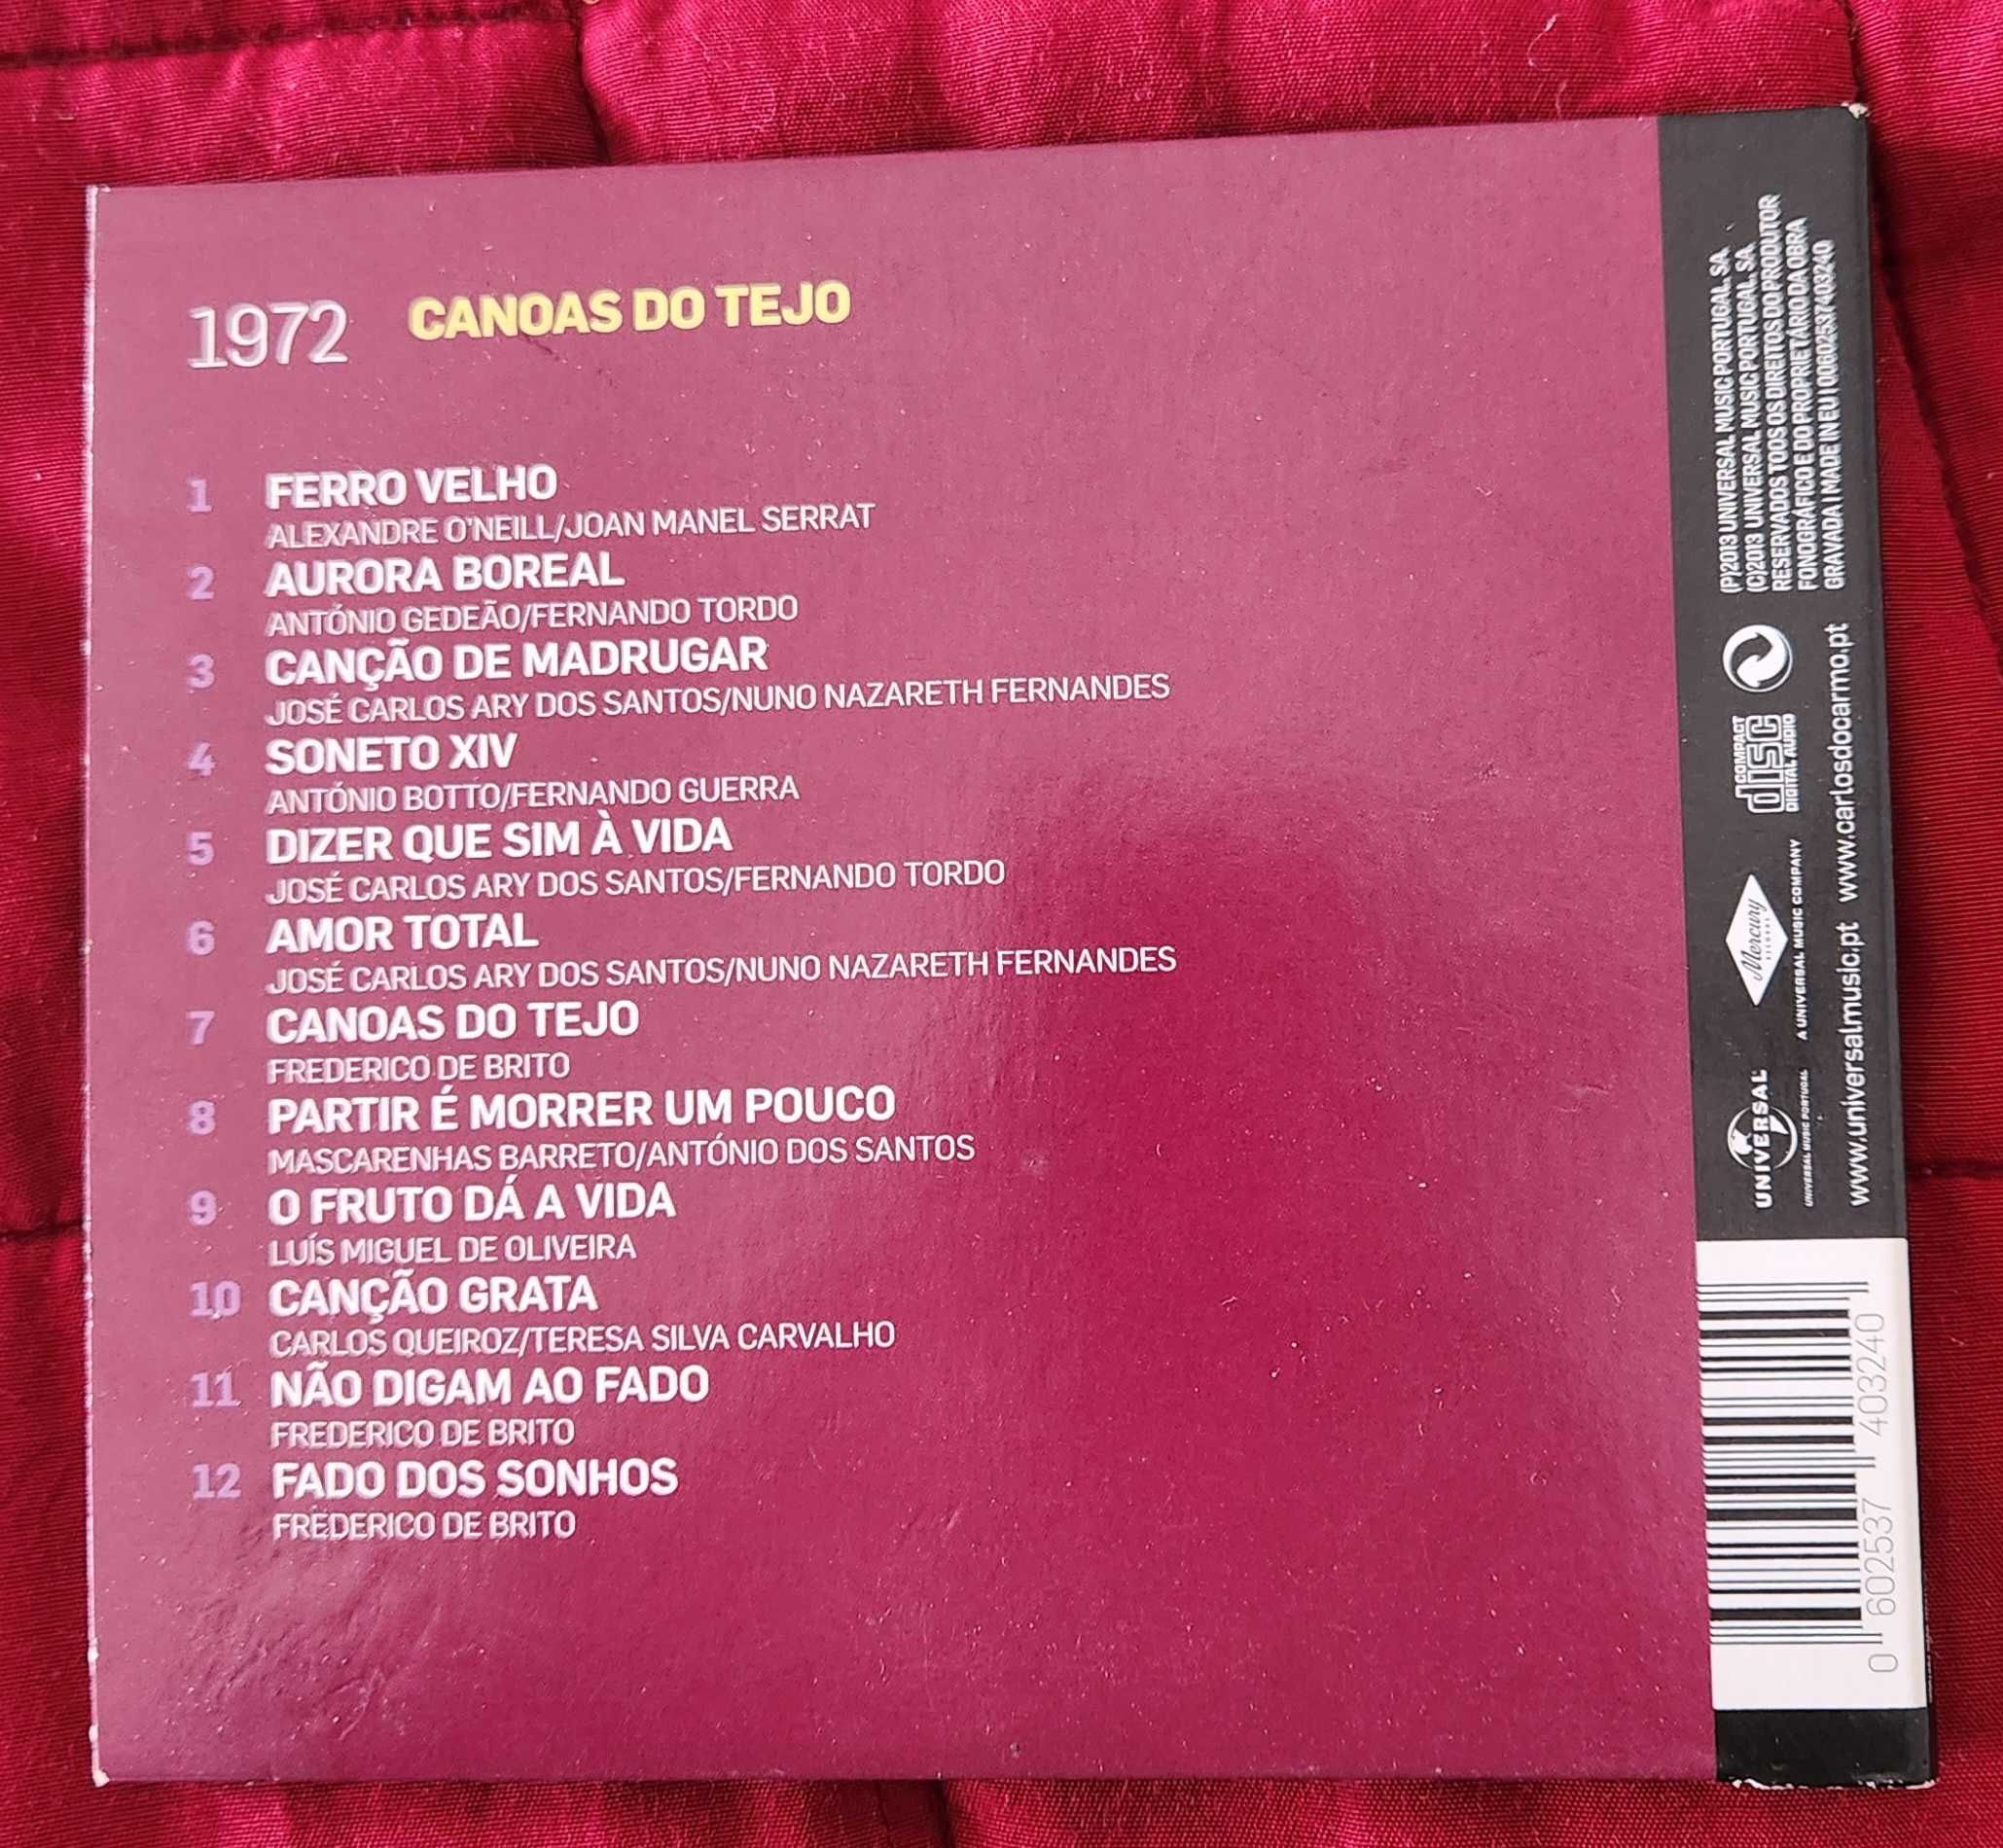 1972 CANOAS DO TEJO
1 FERRO VELHO
ALEXANDRE O'NEILL/JOAN MANEL SERRAT
2 AURORA BOREAL
ANTÓNIO GEDEÃO/FERNANDO TORDO
3 CANÇÃO DE MADRUGAR
JOSÉ CARLOS ARY DOS SANTOS/NUNO NAZARETH FERNANDES
4 SONETO XIV
ANTÓNIO BOTTO/FERNANDO GUERRA
5 DIZER QUE SIM À VIDA
JOSÉ CARLOS ARY DOS SANTOS/FERNANDO TORDO
6 AMOR TOTAL
JOSÉ CARLOS ARY DOS SANTOS/NUNO NAZARETH FERNANDES
7 CANOAS DO TEJO
FREDERICO DE BRITO
8 PARTIR É MORRER UM POUCO
MASCARENHAS BARRETO/ANTÓNIO DOS SANTOS
9 O FRUTO DÁ A VIDA
LUÍS MIGUEL DE OLIVEIRA
10 CANÇÃO GRATA
CARLOS QUEIROZ/TERESA SILVA CARVALHO
11 NÃO DIGAM AO FADO
FREDERICO DE BRITO
12 FADO DOS SONHOS
FREDERICO DE BRITO
(P)2013 UNIVERSAL MUSIC PORTUGAL, SA
(C)2013 UNIVERSAL MUSIC PORTUGAL, SA
RESERVADOS TODOS OS DIREITOS DO PRODUTOR
FONOGRÁFICO E DO PROPRIETÁRIO DA OBRA
GRAVADA | MADE IN EU | 00602537403240
COMPACT
disc
DIGITAL AUDIO
Mercury
RECORDS
A UNIVERSAL MUSIC COMPANY
UNIVERSAL
UNIVERSAL MUSIC PORTUGAL
www.universalmusic.pt www.carlosdocarmo.pt
0 602537 403240